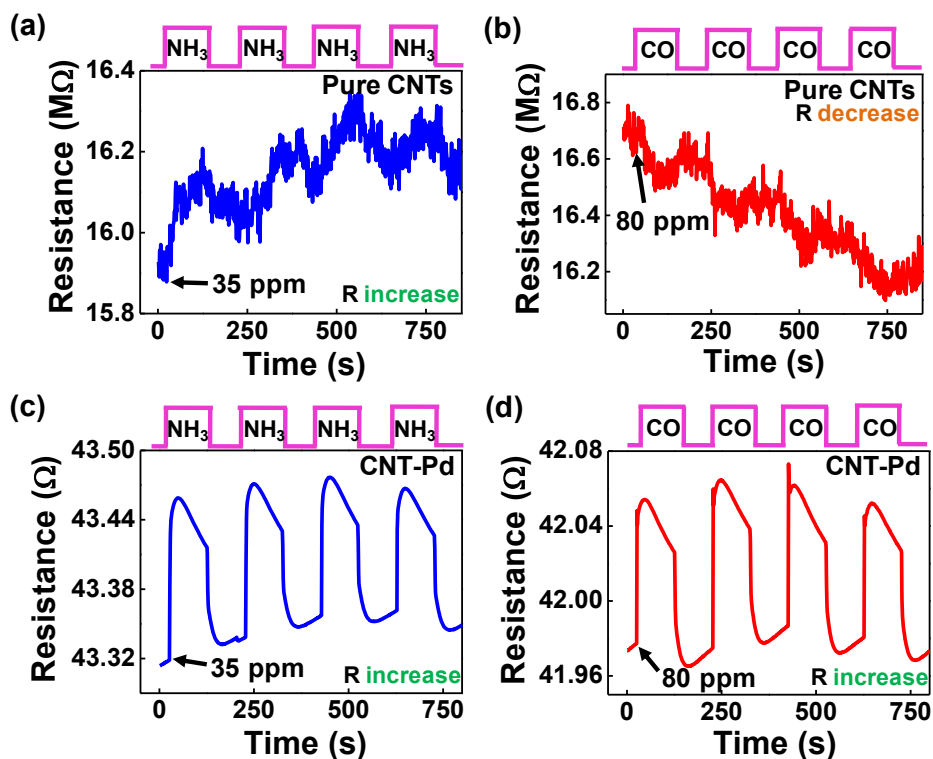 (a)
NH₃ NH₃ NH₃ NH₃
Pure CNTs
Resistance (MΩ)
16.4
16.2
16.0
15.8
35 ppm
R increase
0 250 500 750
Time (s)
(b)
CO CO CO CO
Pure CNTs
R decrease
Resistance (MΩ)
16.8
16.6
16.4
16.2
80 ppm
0 250 500 750
Time (s)
(c)
NH₃ NH₃ NH₃ NH₃
CNT-Pd
Resistance (Ω)
43.50
43.44
43.38
43.32
35 ppm
R increase
0 250 500 750
Time (s)
(d)
CO CO CO CO
CNT-Pd
Resistance (Ω)
42.08
42.04
42.00
41.96
80 ppm
R increase
0 250 500 750
Time (s)